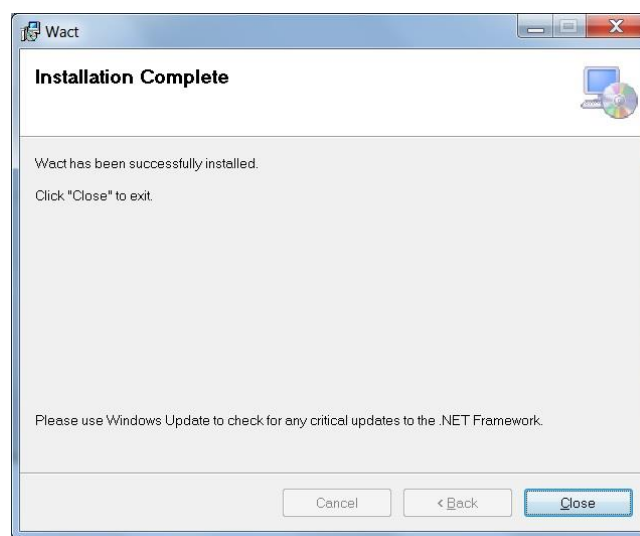 Wact
Installation Complete
Wact has been successfully installed.
Click "Close" to exit.
Please use Windows Update to check for any critical updates to the .NET Framework.
Cancel
< Back
Close